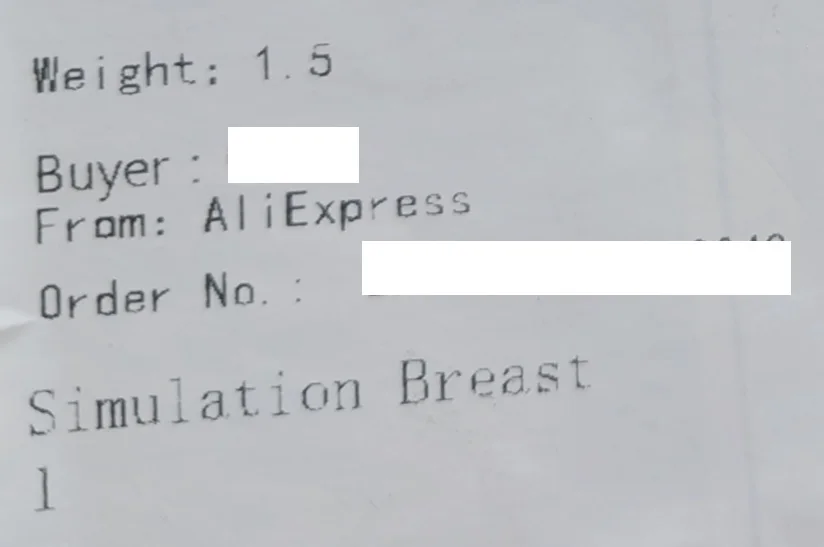 Weight: 1.5
Buyer:
From: AliExpress
Order No.:
Simulation Breast
1